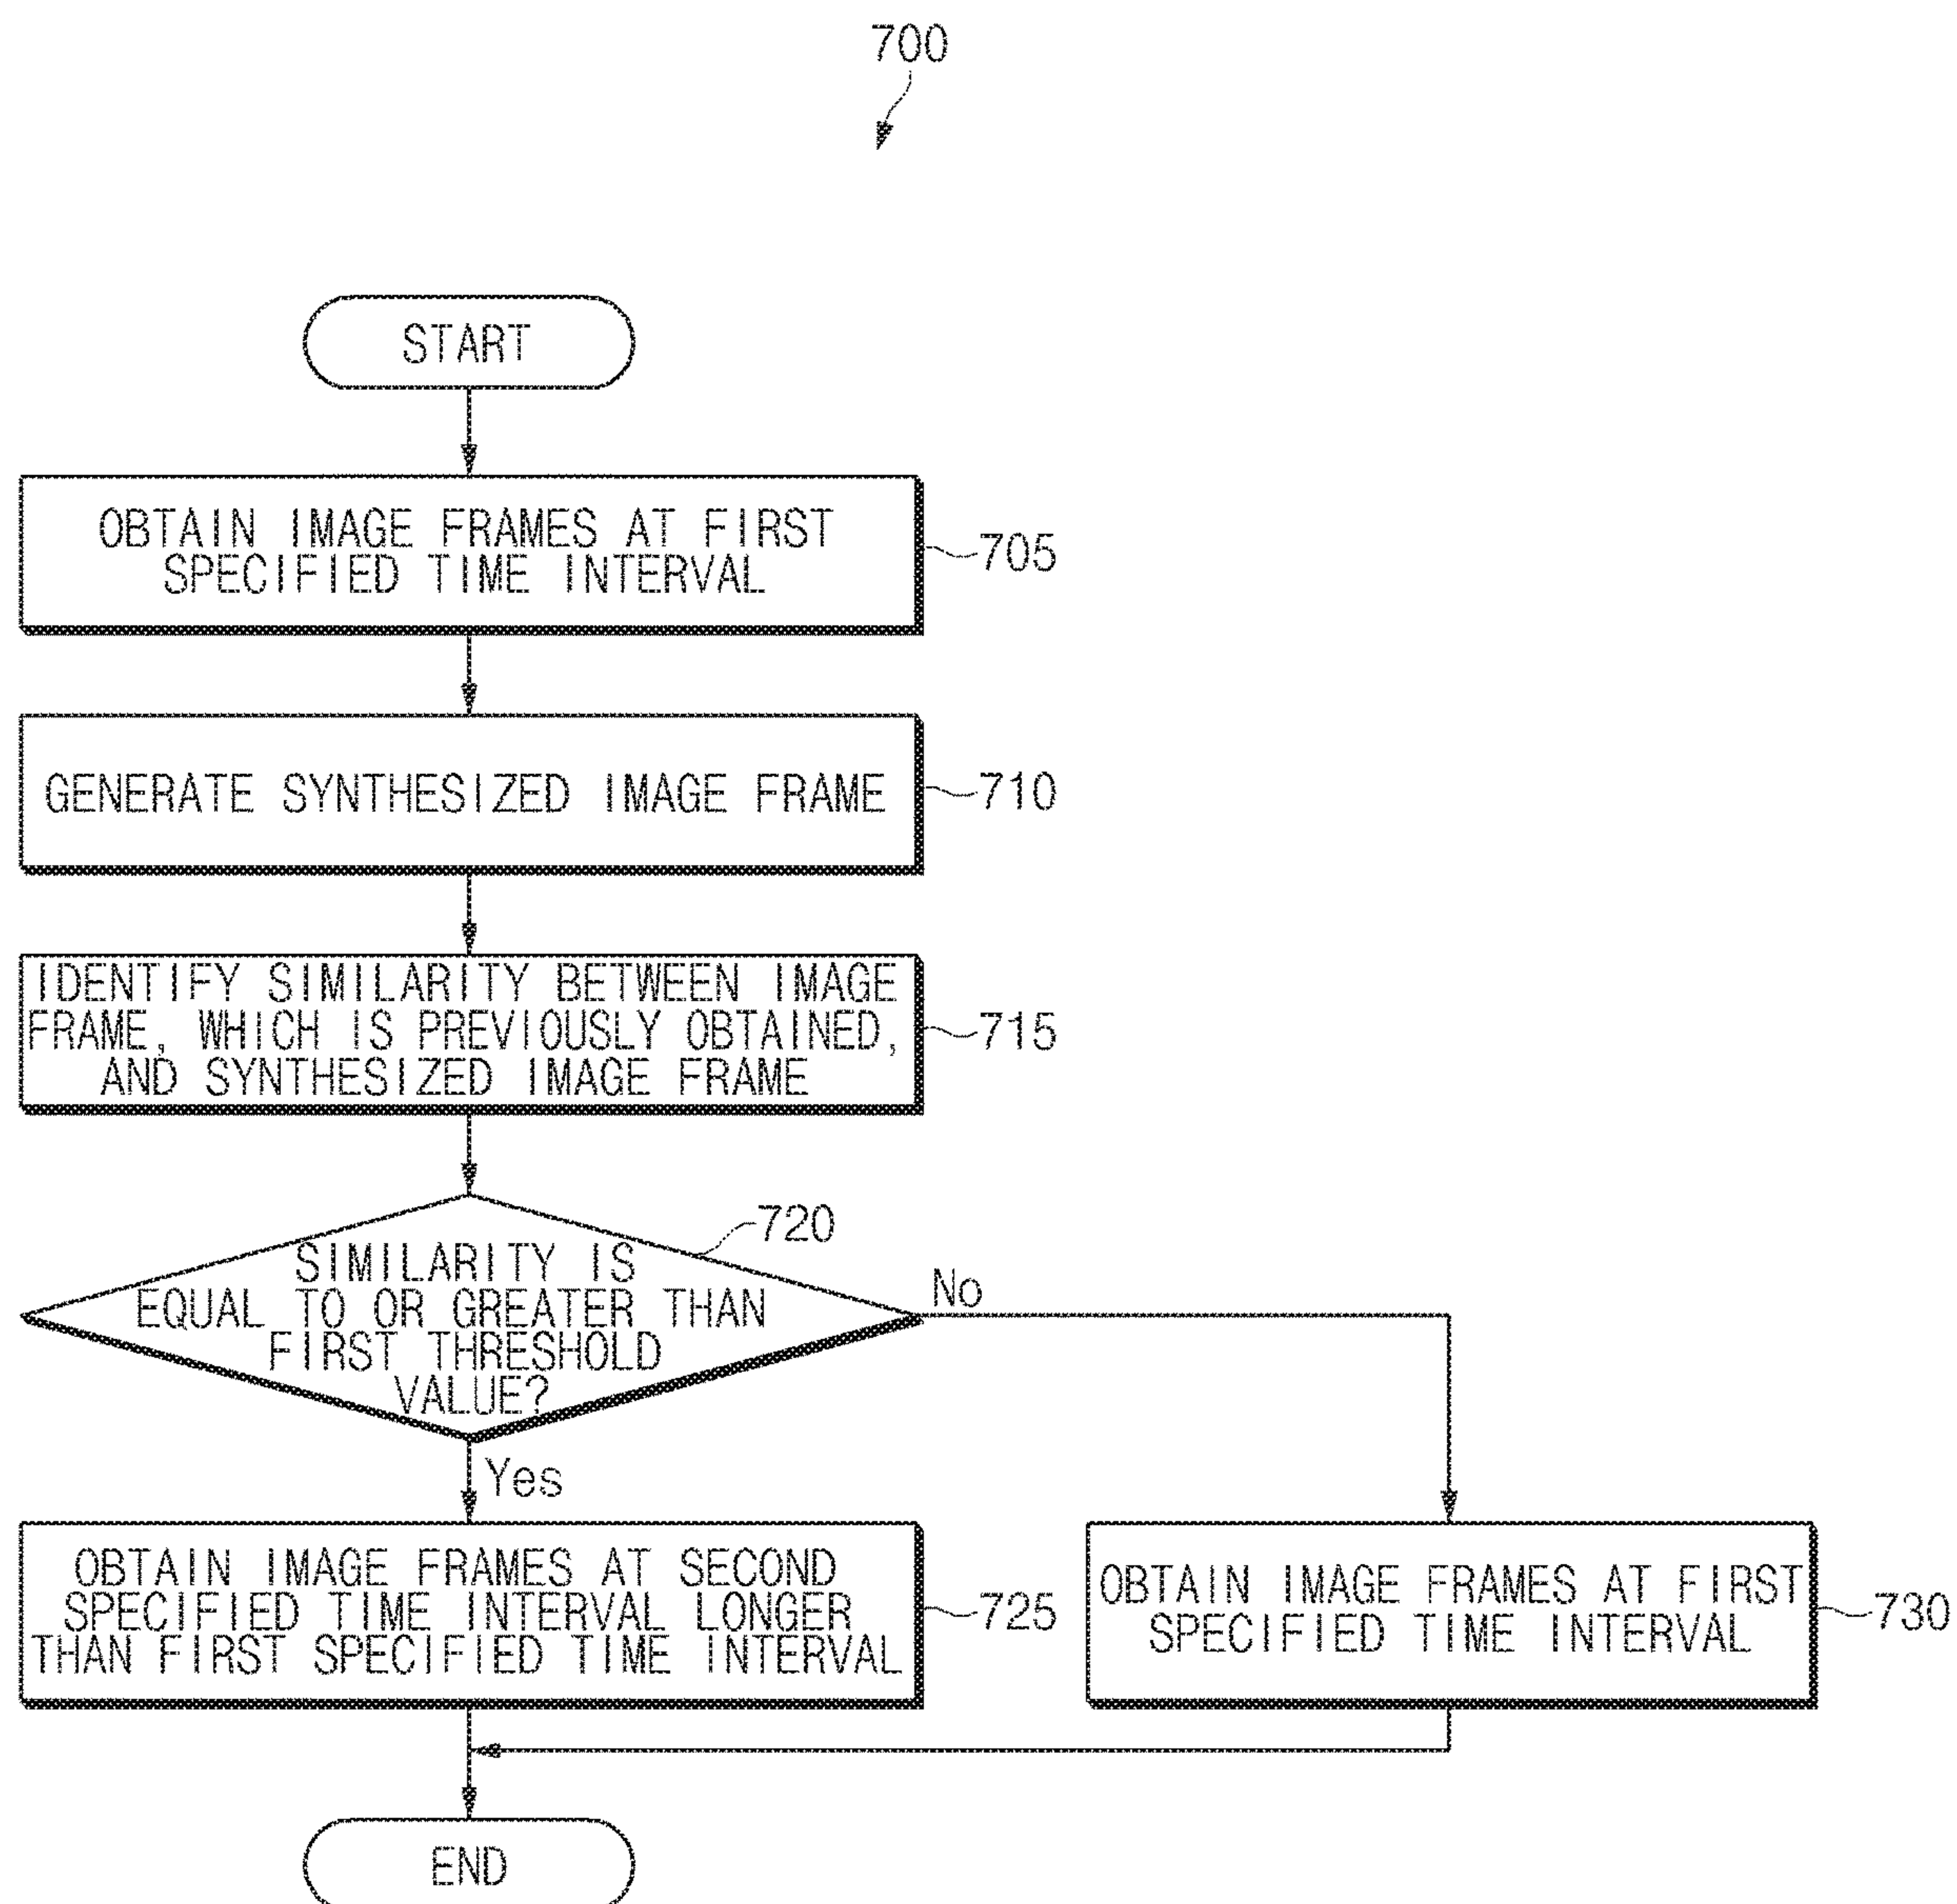 700
START
OBTAIN IMAGE FRAMES AT FIRST
SPECIFIED TIME INTERVAL
705
GENERATE SYNTHESIZED IMAGE FRAME
710
IDENTIFY SIMILARITY BETWEEN IMAGE
FRAME, WHICH IS PREVIOUSLY OBTAINED,
AND SYNTHESIZED IMAGE FRAME
715
720
SIMILARITY IS
EQUAL TO OR GREATER THAN
FIRST THRESHOLD
VALUE?
No
Yes
OBTAIN IMAGE FRAMES AT SECOND
SPECIFIED TIME INTERVAL LONGER
THAN FIRST SPECIFIED TIME INTERVAL
725
OBTAIN IMAGE FRAMES AT FIRST
SPECIFIED TIME INTERVAL
730
END